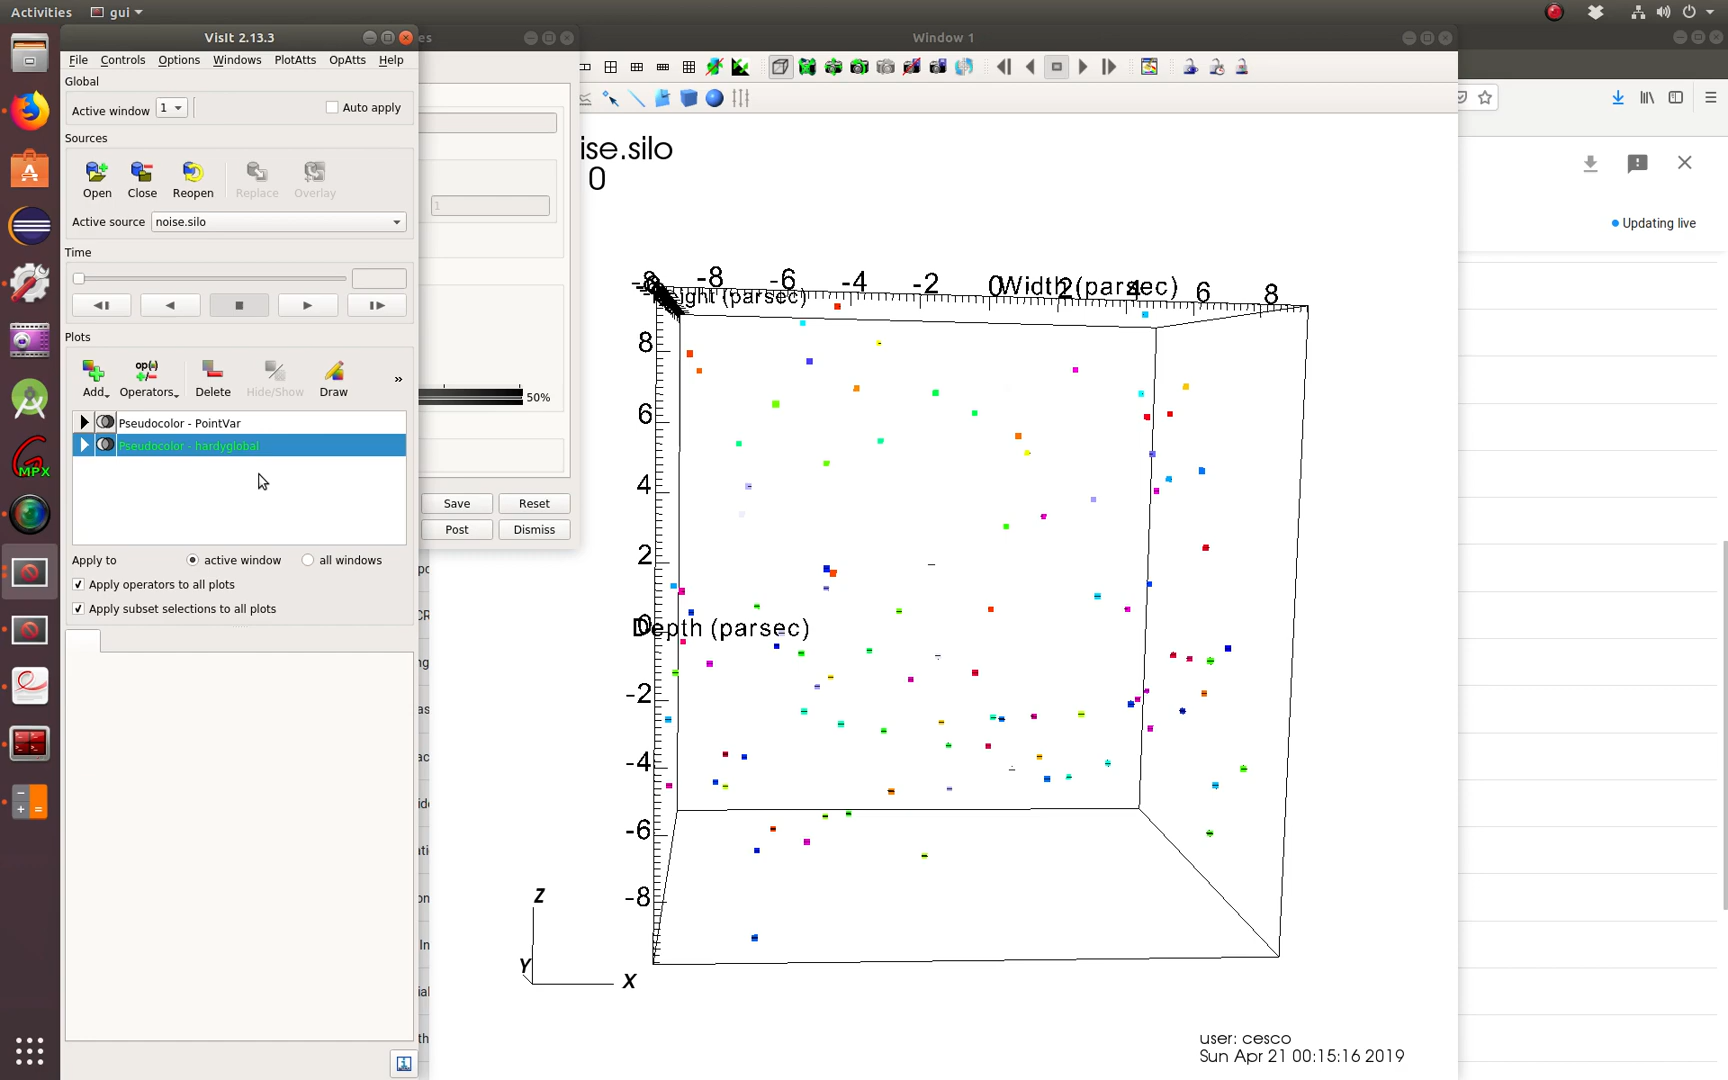 Activities
gui
VisIt 2.13.3
es
Window 1
File Controls Options Windows PlotAtts OpAtts Help
Global
Active window 1
Auto apply
Sources
Open Close Reopen Replace Overlay
Active source noise.silo
Time
Plots
Add Operators Delete Hide/Show Draw »
op()
+/-
Pseudocolor - PointVar
Pseudocolor - hardyglobal
Apply to active window all windows
Apply operators to all plots
Apply subset selections to all plots
1
50%
Save Reset
Post Dismiss
ise.silo
0
-8 -6 -4 -2 0 2 4 6 8
Width (parsec)
Height (parsec)
8
6
4
2
0
Depth (parsec)
-2
-4
-6
-8
Z
Y
X
user: cesco
Sun Apr 21 00:15:16 2019
Updating live
MPX